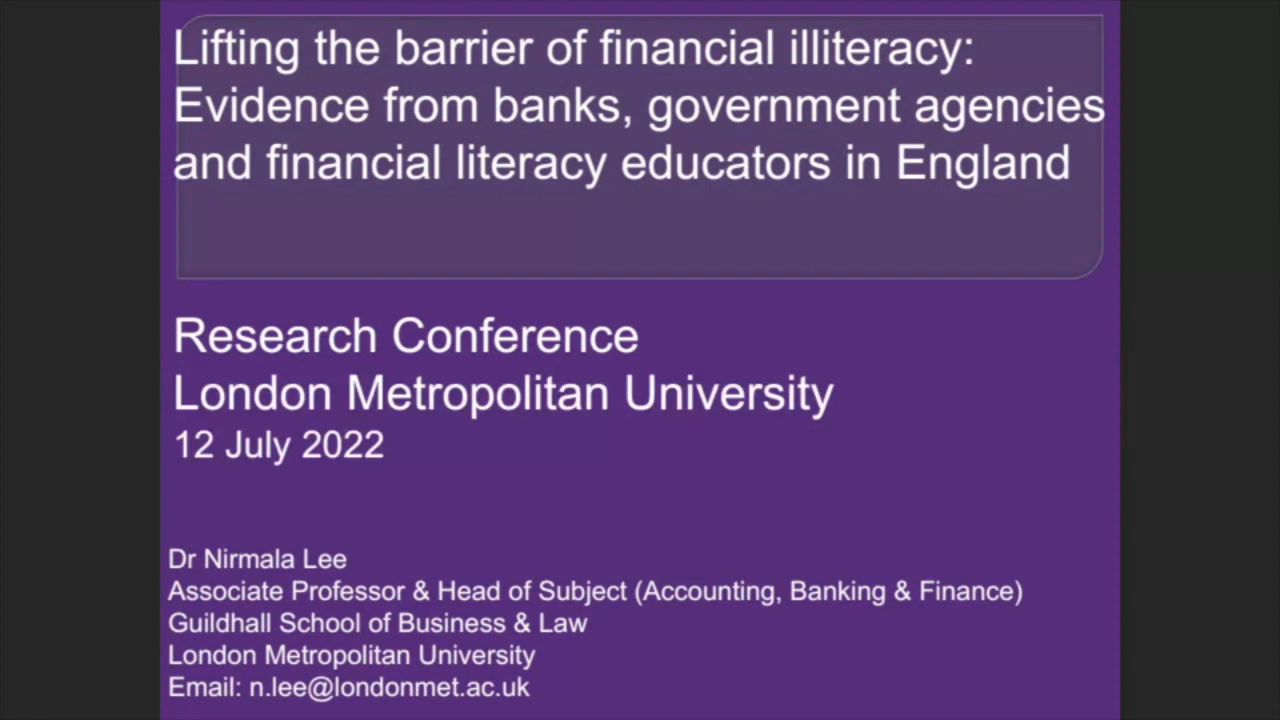 Lifting the barrier of financial illiteracy:
Evidence from banks, government agencies
and financial literacy educators in England
Research Conference
London Metropolitan University
12 July 2022
Dr Nirmala Lee
Associate Professor & Head of Subject (Accounting, Banking & Finance)
Guildhall School of Business & Law
London Metropolitan University
Email: n.lee@londonmet.ac.uk